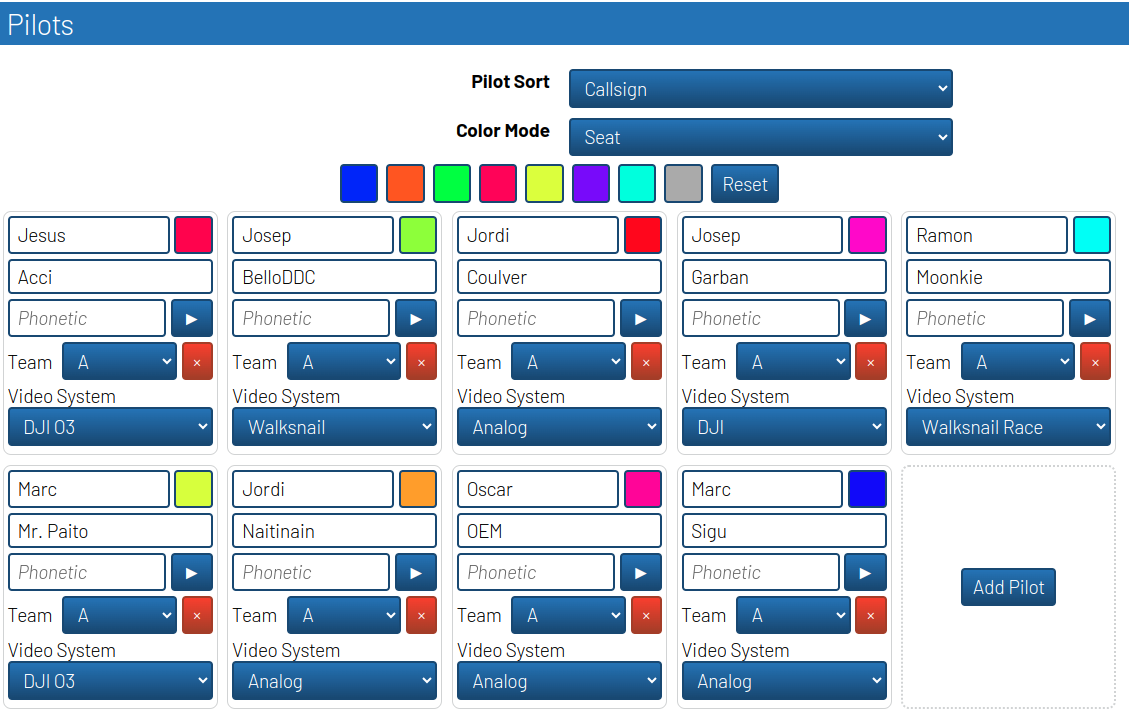 Pilots
Pilot Sort Callsign
Color Mode Seat
Reset
Jesus Josep Jordi Josep Ramon
Acci BelloDDC Coulver Garban Moonkie
Phonetic ► Phonetic ► Phonetic ► Phonetic ► Phonetic ►
Team A × Team A × Team A × Team A × Team A ×
Video System Video System Video System Video System Video System
DJI O3 Walksnail Analog DJI Walksnail Race
Marc Jordi Oscar Marc
Mr. Paito Naitinain OEM Sigu
Phonetic ► Phonetic ► Phonetic ► Phonetic ►
Add Pilot
Team A × Team A × Team A × Team A ×
Video System Video System Video System Video System
DJI O3 Analog Analog Analog